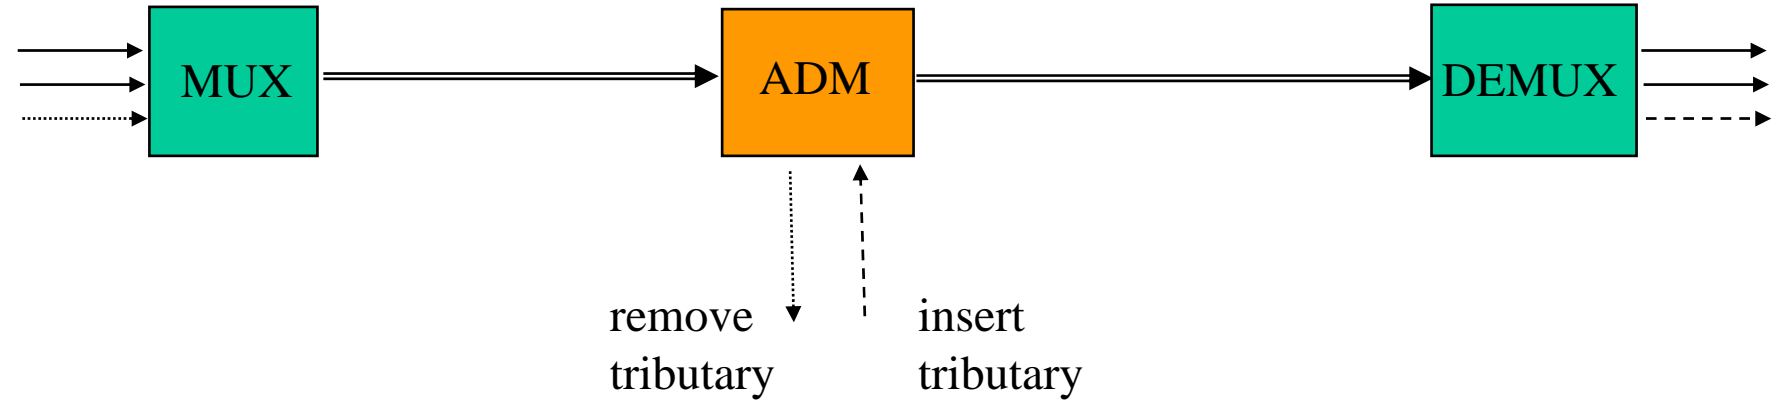 MUX
ADM
DEMUX
remove
tributary
insert
tributary